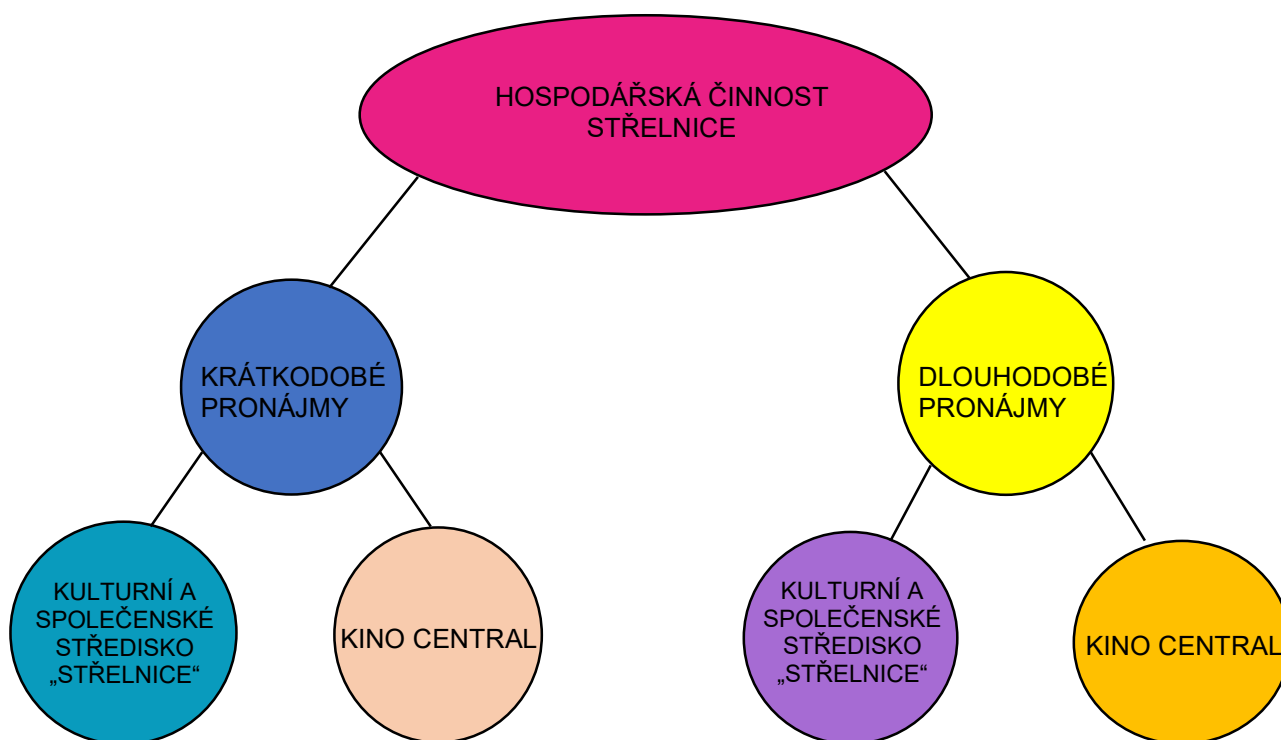 HOSPODÁŘSKÁ ČINNOST
STŘELNICE
KRÁTKODOBÉ
PRONÁJMY
DLOUHODOBÉ
PRONÁJMY
KULTURNÍ A
SPOLEČENSKÉ
STŘEDISKO
„STŘELNICE“
KINO CENTRAL
KULTURNÍ A
SPOLEČENSKÉ
STŘEDISKO
„STŘELNICE“
KINO CENTRAL